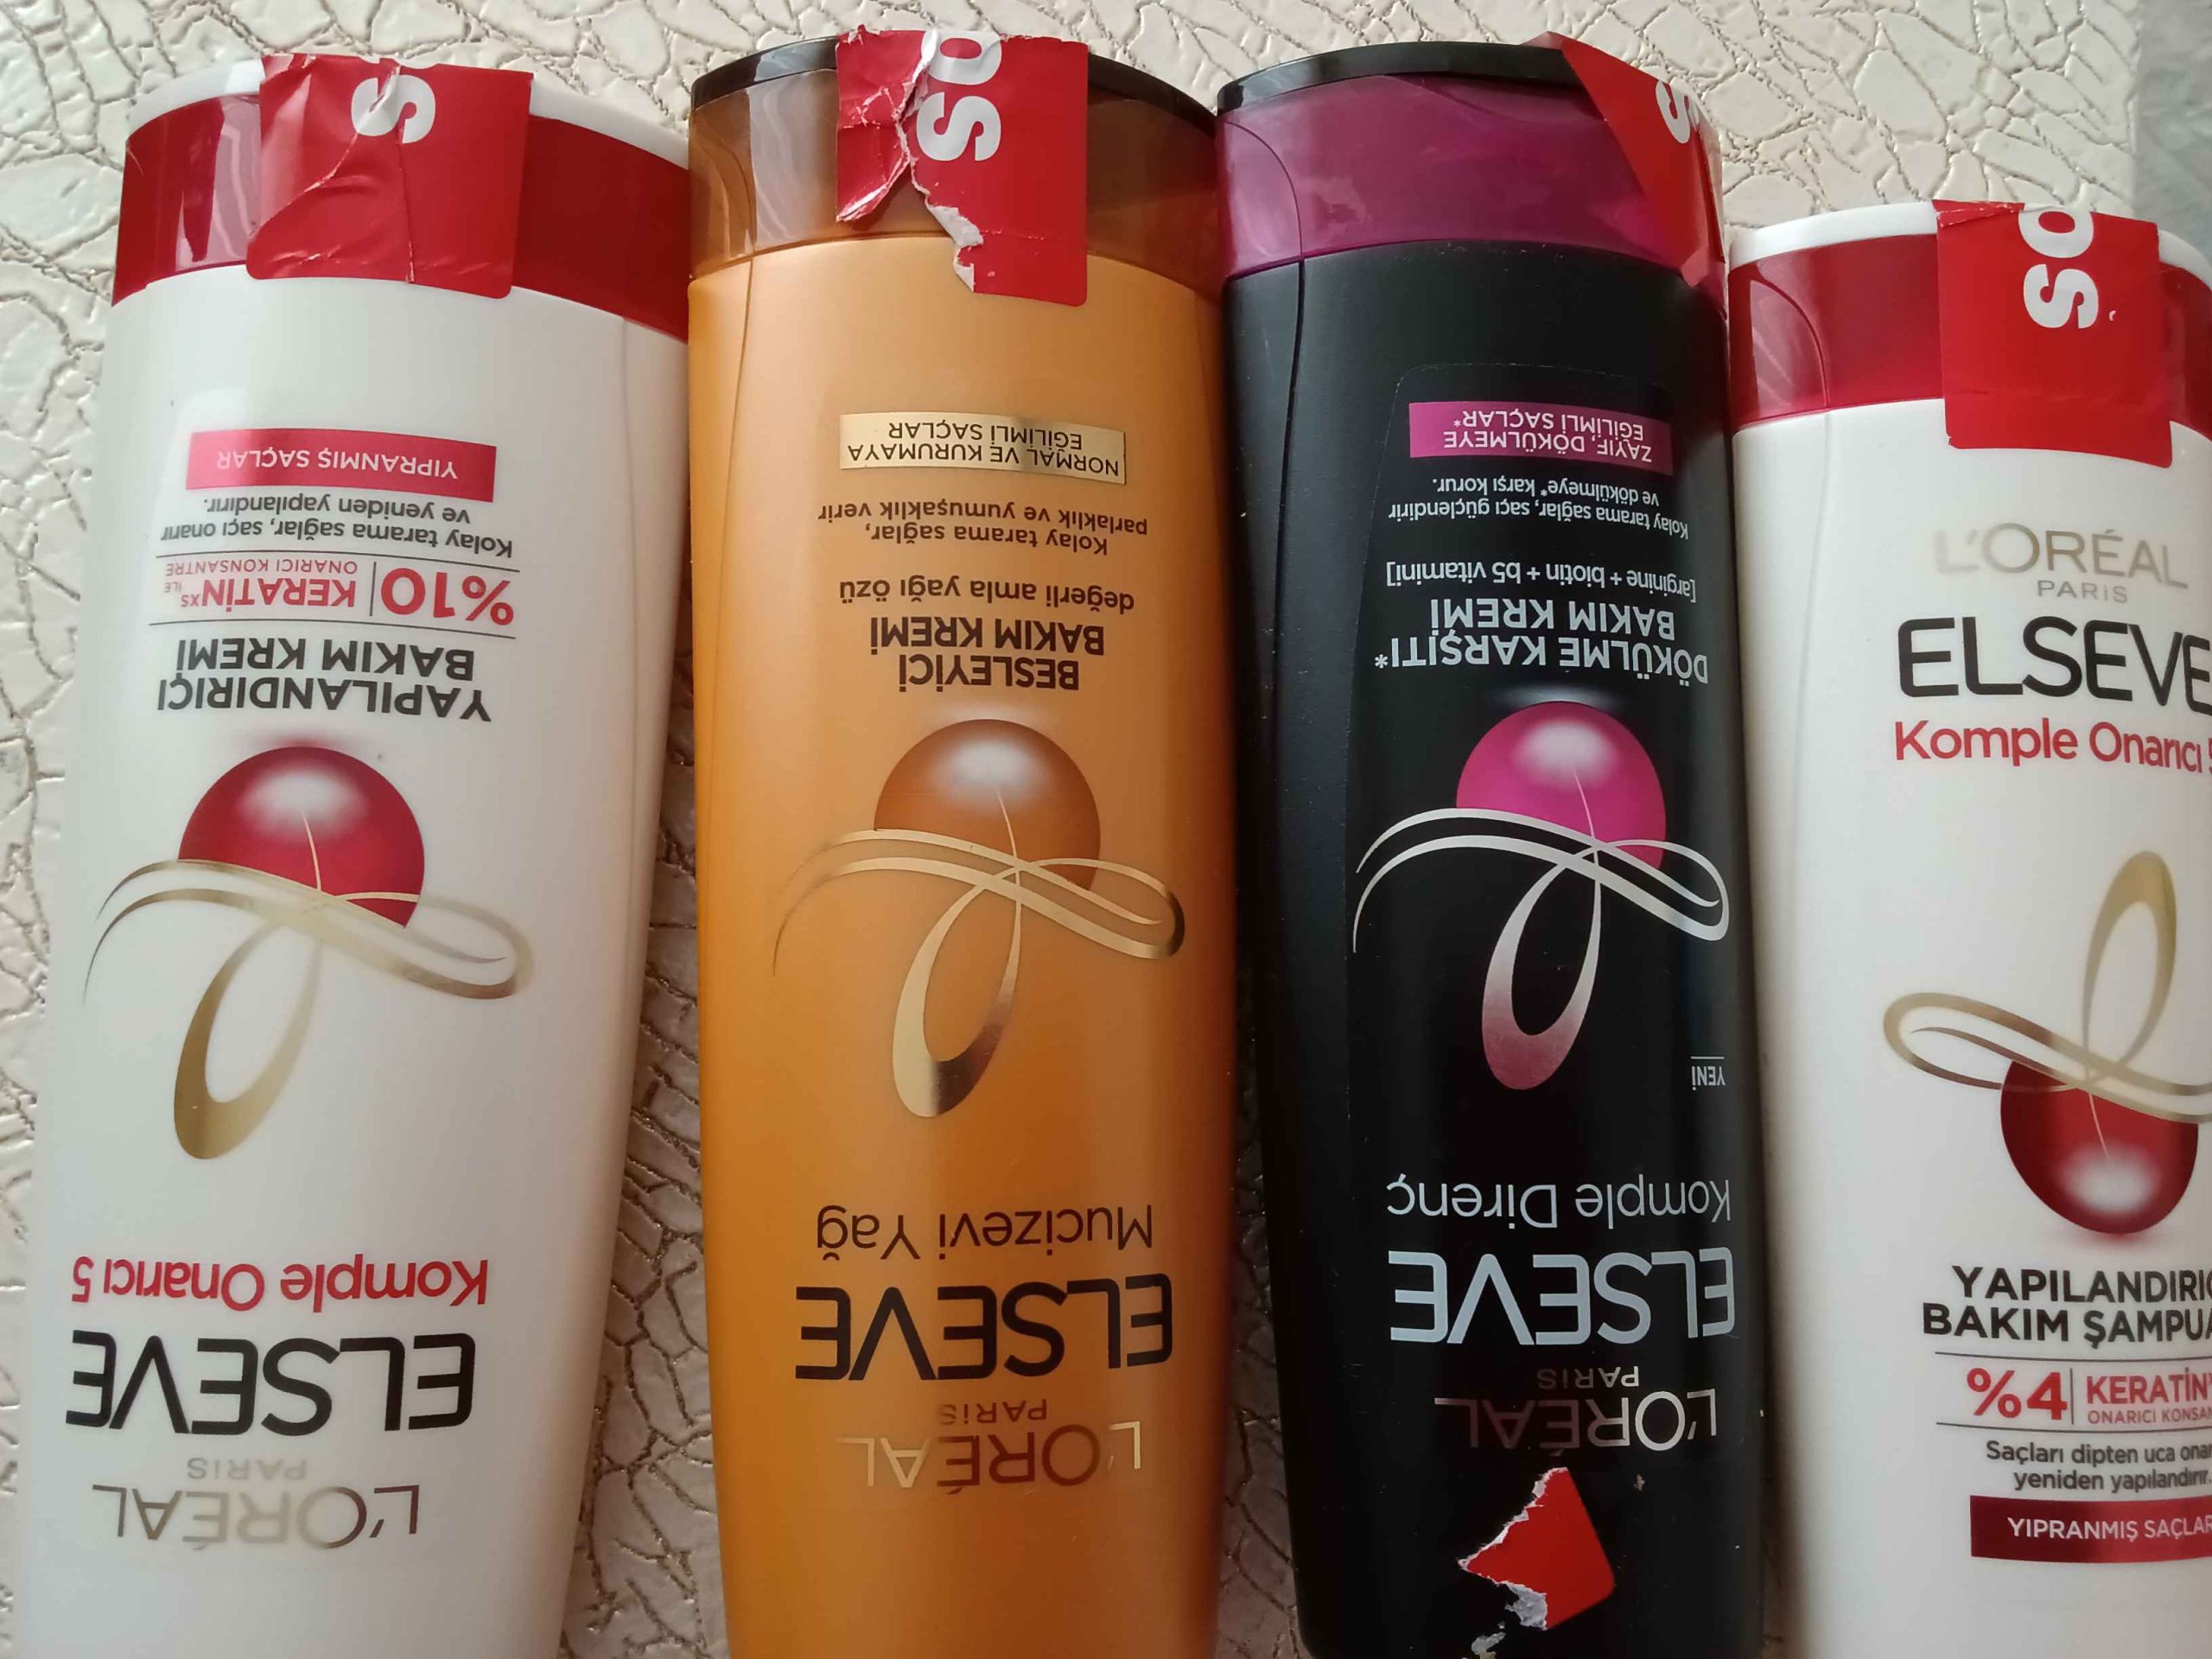 S
YIPRANMIŞ SAÇLAR
Kolay tarama sağlar, saçı onarır
ve yeniden yapılandırır.
%10 KERATİN XS İLE
ONARICI KONSANTRE
YAPILANDIRICI
BAKIM KREMİ
Komple Onarıcı 5
ELSEVE
PARIS
L'ORÉAL
SO
NORMAL VE KURUMAYA
EĞİLİMLİ SAÇLAR
Kolay tarama sağlar,
parlaklık ve yumuşaklık verir
değerli amla yağı özü
BESLEYİCİ
BAKIM KREMİ
Mucizevi Yağ
ELSEVE
PARIS
L'ORÉAL
S
ZAYIF, DÖKÜLMEYE
EĞİLİMLİ SAÇLAR*
Kolay tarama sağlar, saçı güçlendirir
ve dökülmeye* karşı korur.
[arginine + biotin + b5 vitamini]
DÖKÜLME KARŞITI*
BAKIM KREMİ
YENİ
Komple Direnç
ELSEVE
PARIS
L'ORÉAL
SO
L'ORÉAL
PARIS
ELSEVE
Komple Onarıcı
YAPILANDIRIC
BAKIM ŞAMPUA
%4 KERATİN
ONARICI KONSAN
Saçları dipten uca onar
yeniden yapılandırır.
YIPRANMIŞ SAÇLAR